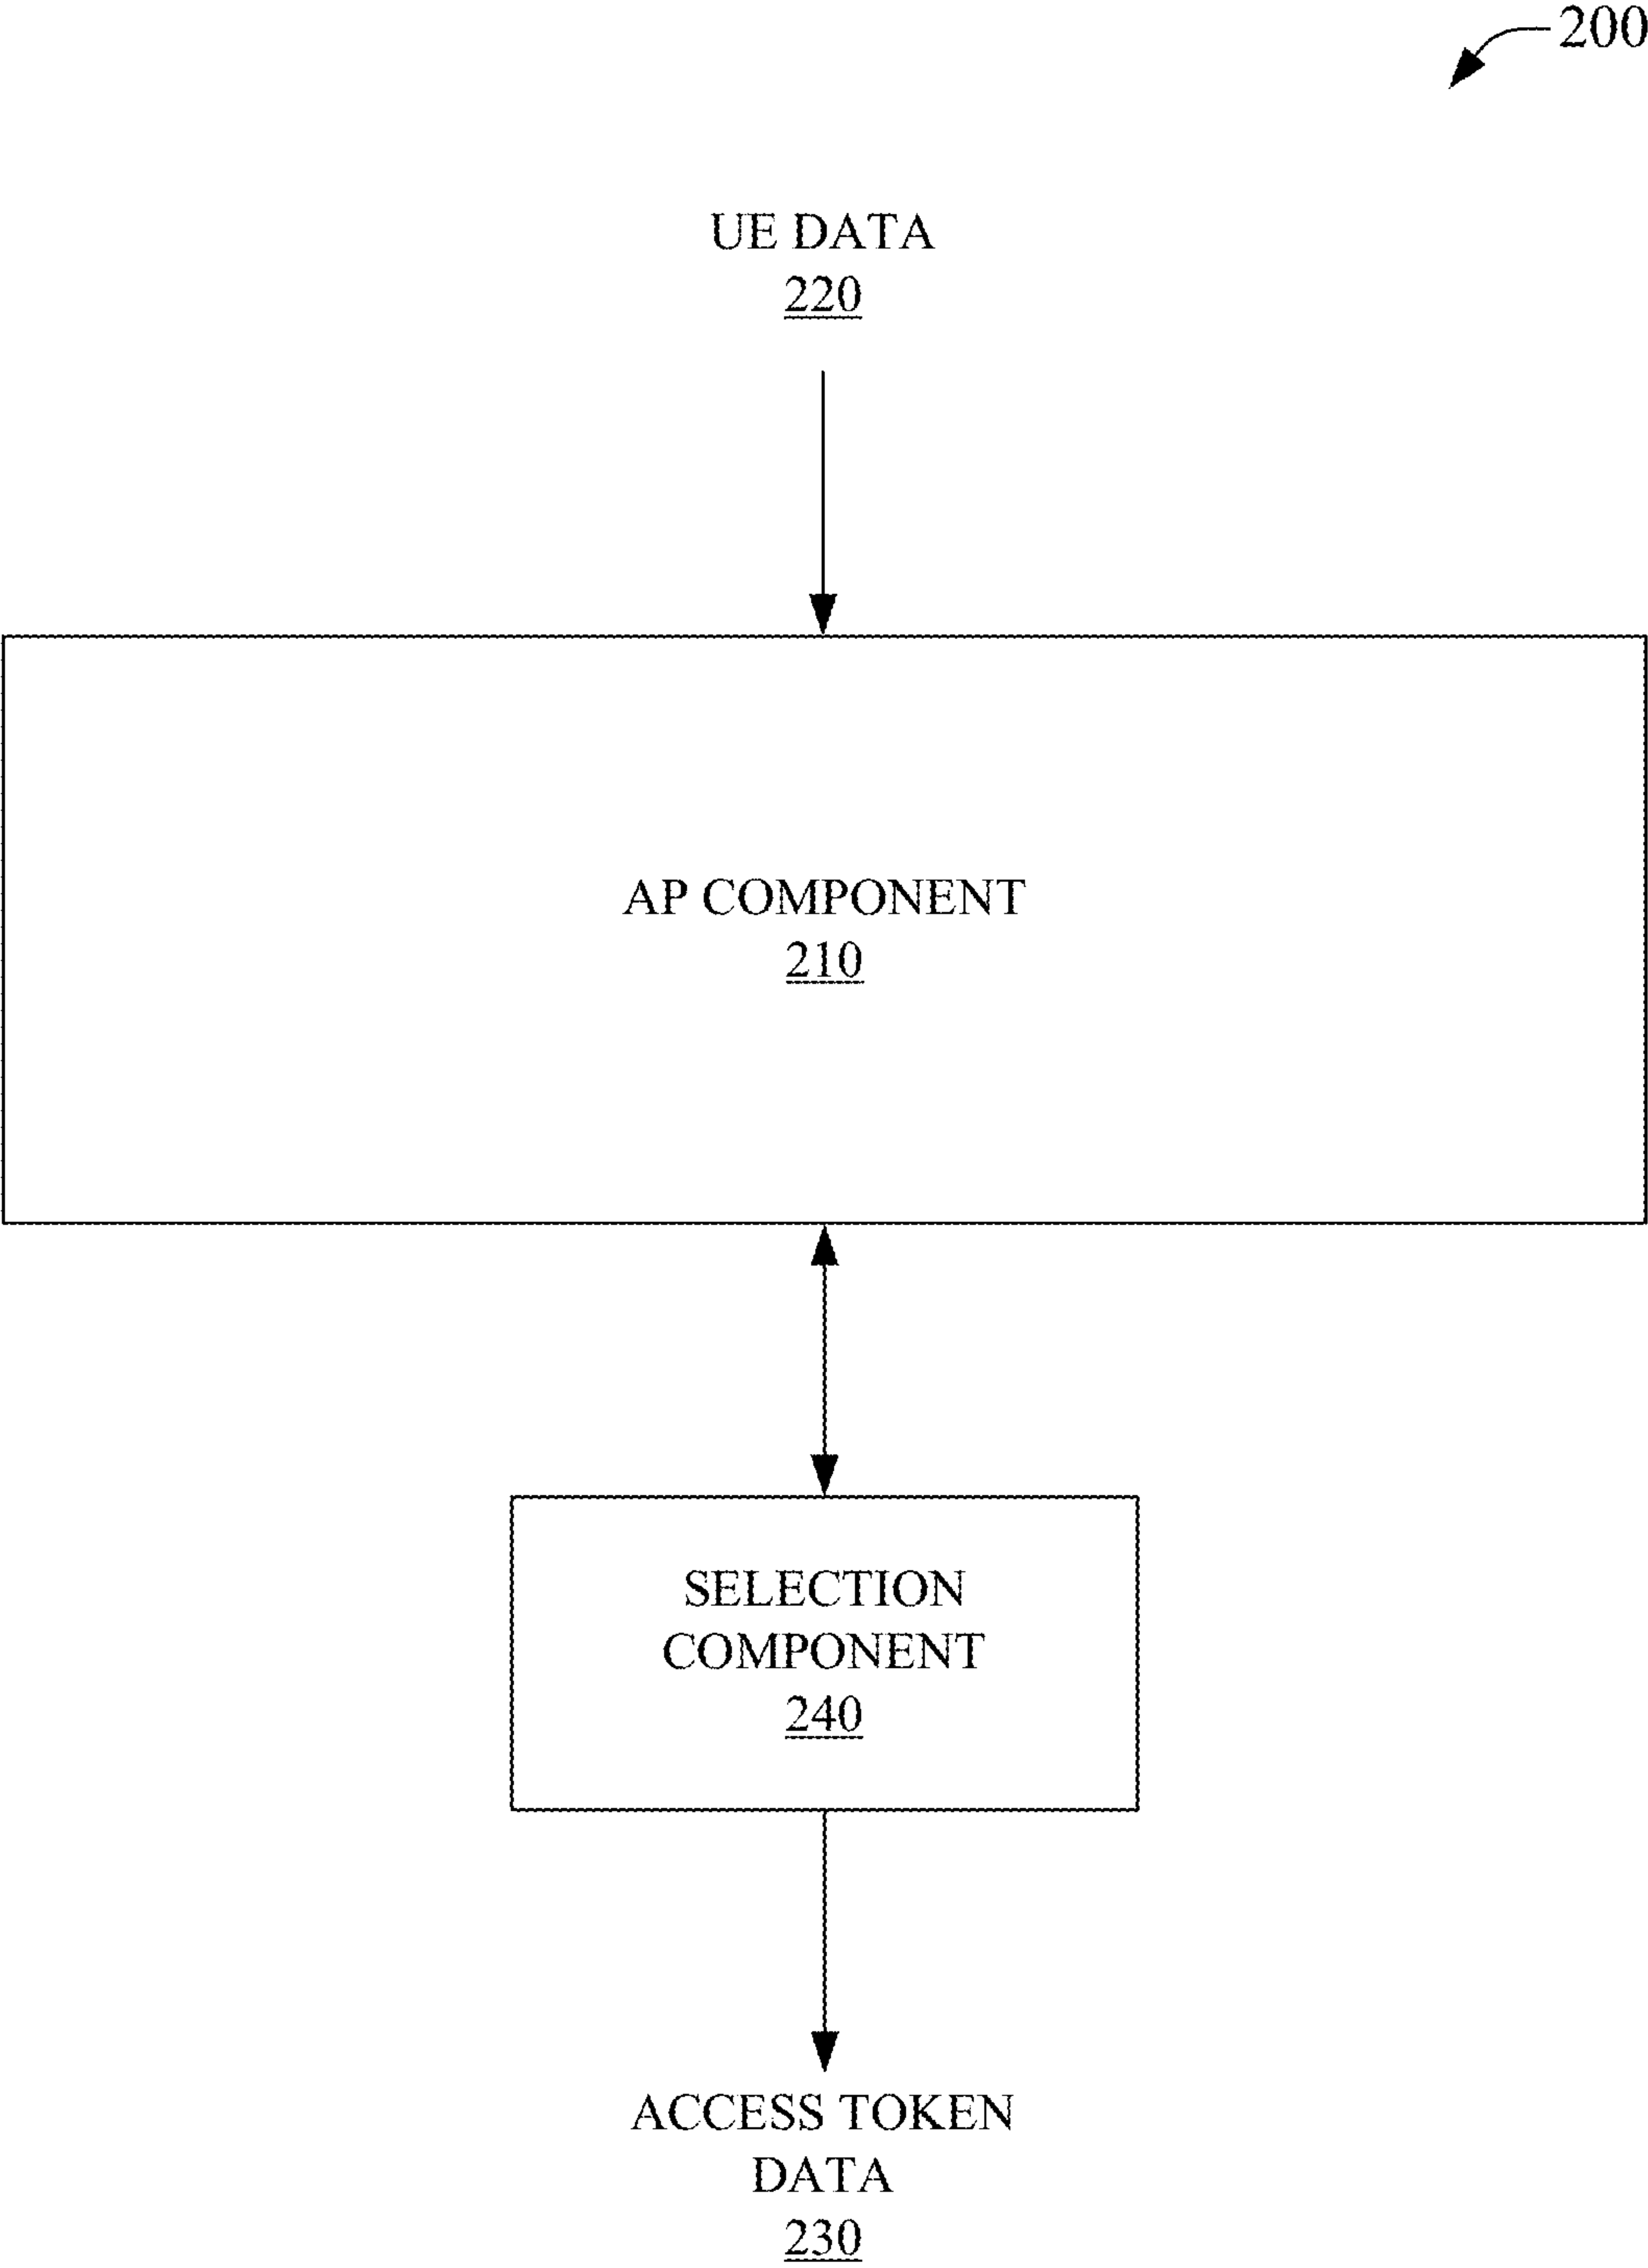 200
UE DATA
220
AP COMPONENT
210
SELECTION
COMPONENT
240
ACCESS TOKEN
DATA
230